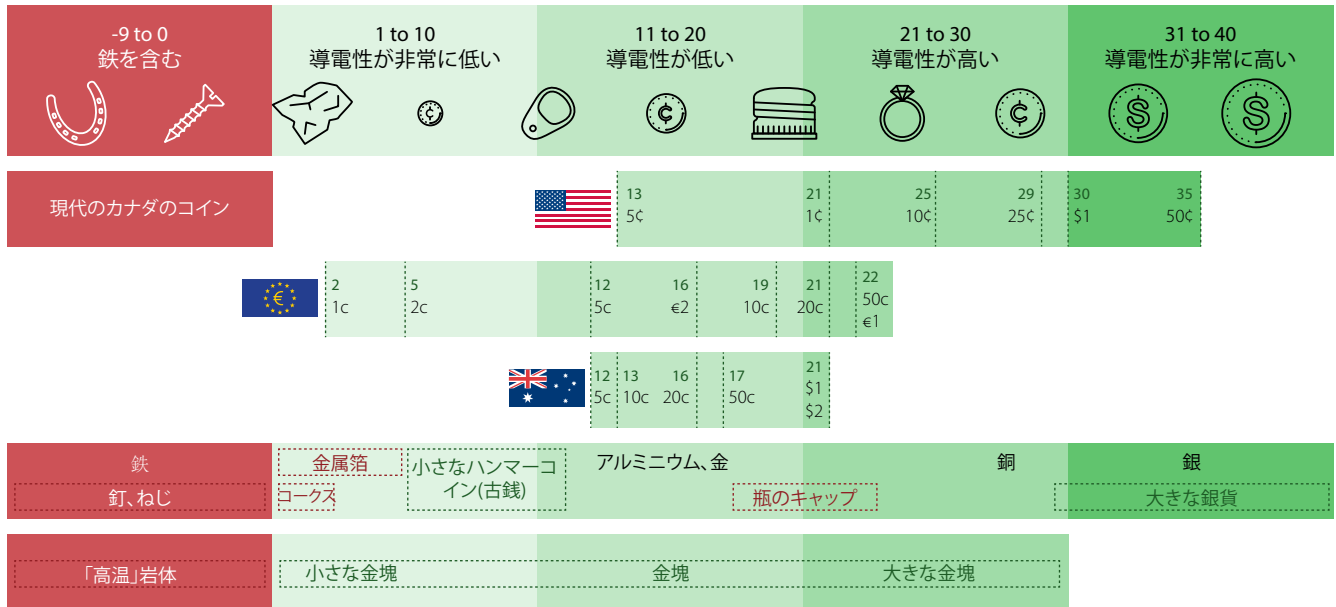 -9 to 0
鉄を含む
1 to 10
導電性が非常に低い
11 to 20
導電性が低い
21 to 30
導電性が高い
31 to 40
導電性が非常に高い
¢
¢
¢
$
$
現代のカナダのコイン
13
5¢
21
1¢
25
10¢
29
25¢
30
$1
35
50¢
€
2
1c
5
2c
12
5c
16
€2
19
10c
21
20c
22
50c
€1
12
5c
13
10c
16
20c
17
50c
21
$1
$2
鉄
釘、ねじ
金属箔
コークス
小さなハンマーコ
イン(古銭)
アルミニウム、金
瓶のキャップ
銅
銀
大きな銀貨
「高温」岩体
小さな金塊
金塊
大きな金塊